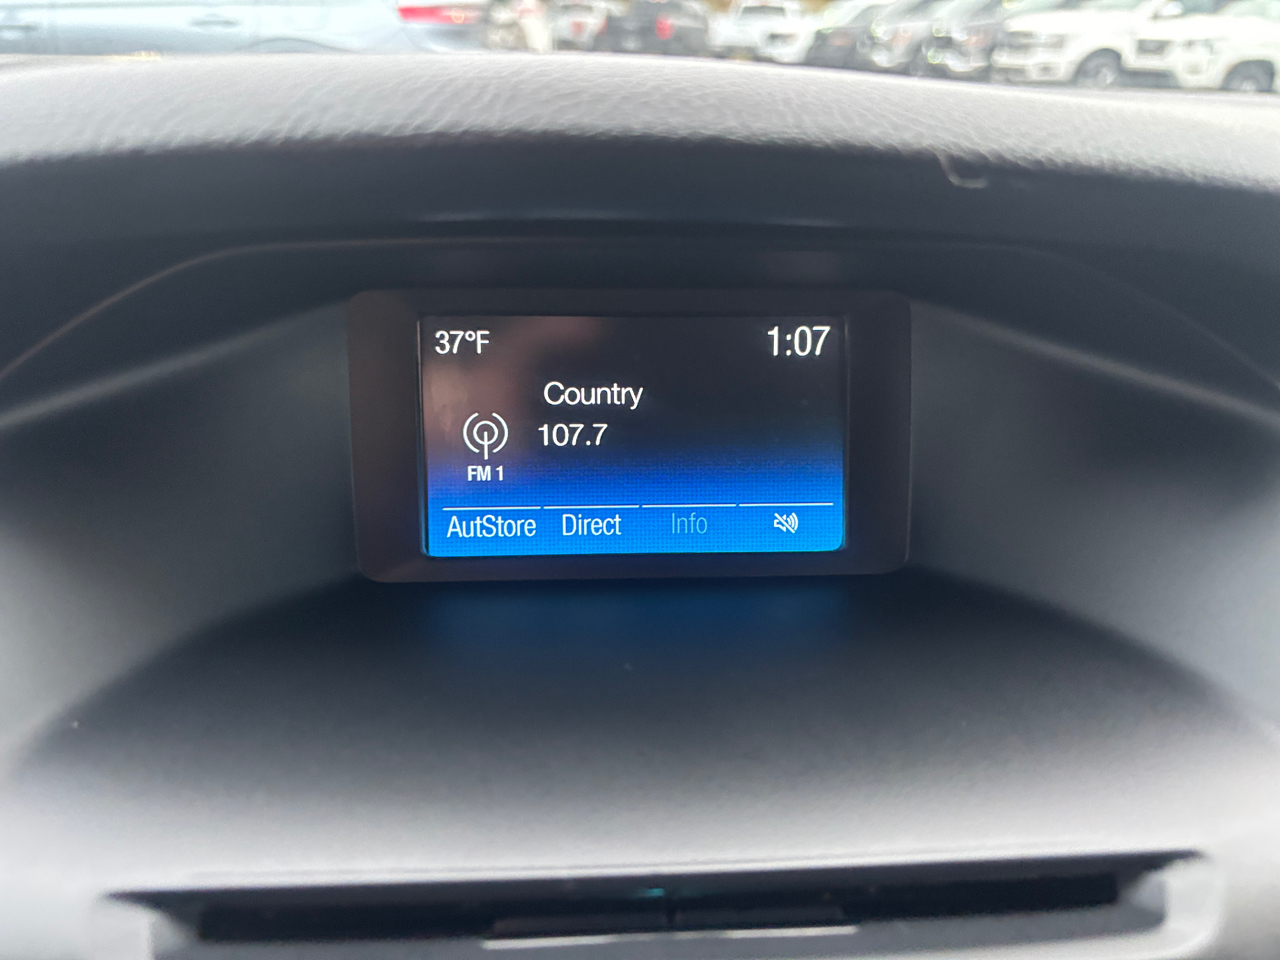 37°F 1:07
Country
107.7
FM 1
AutStore Direct Info